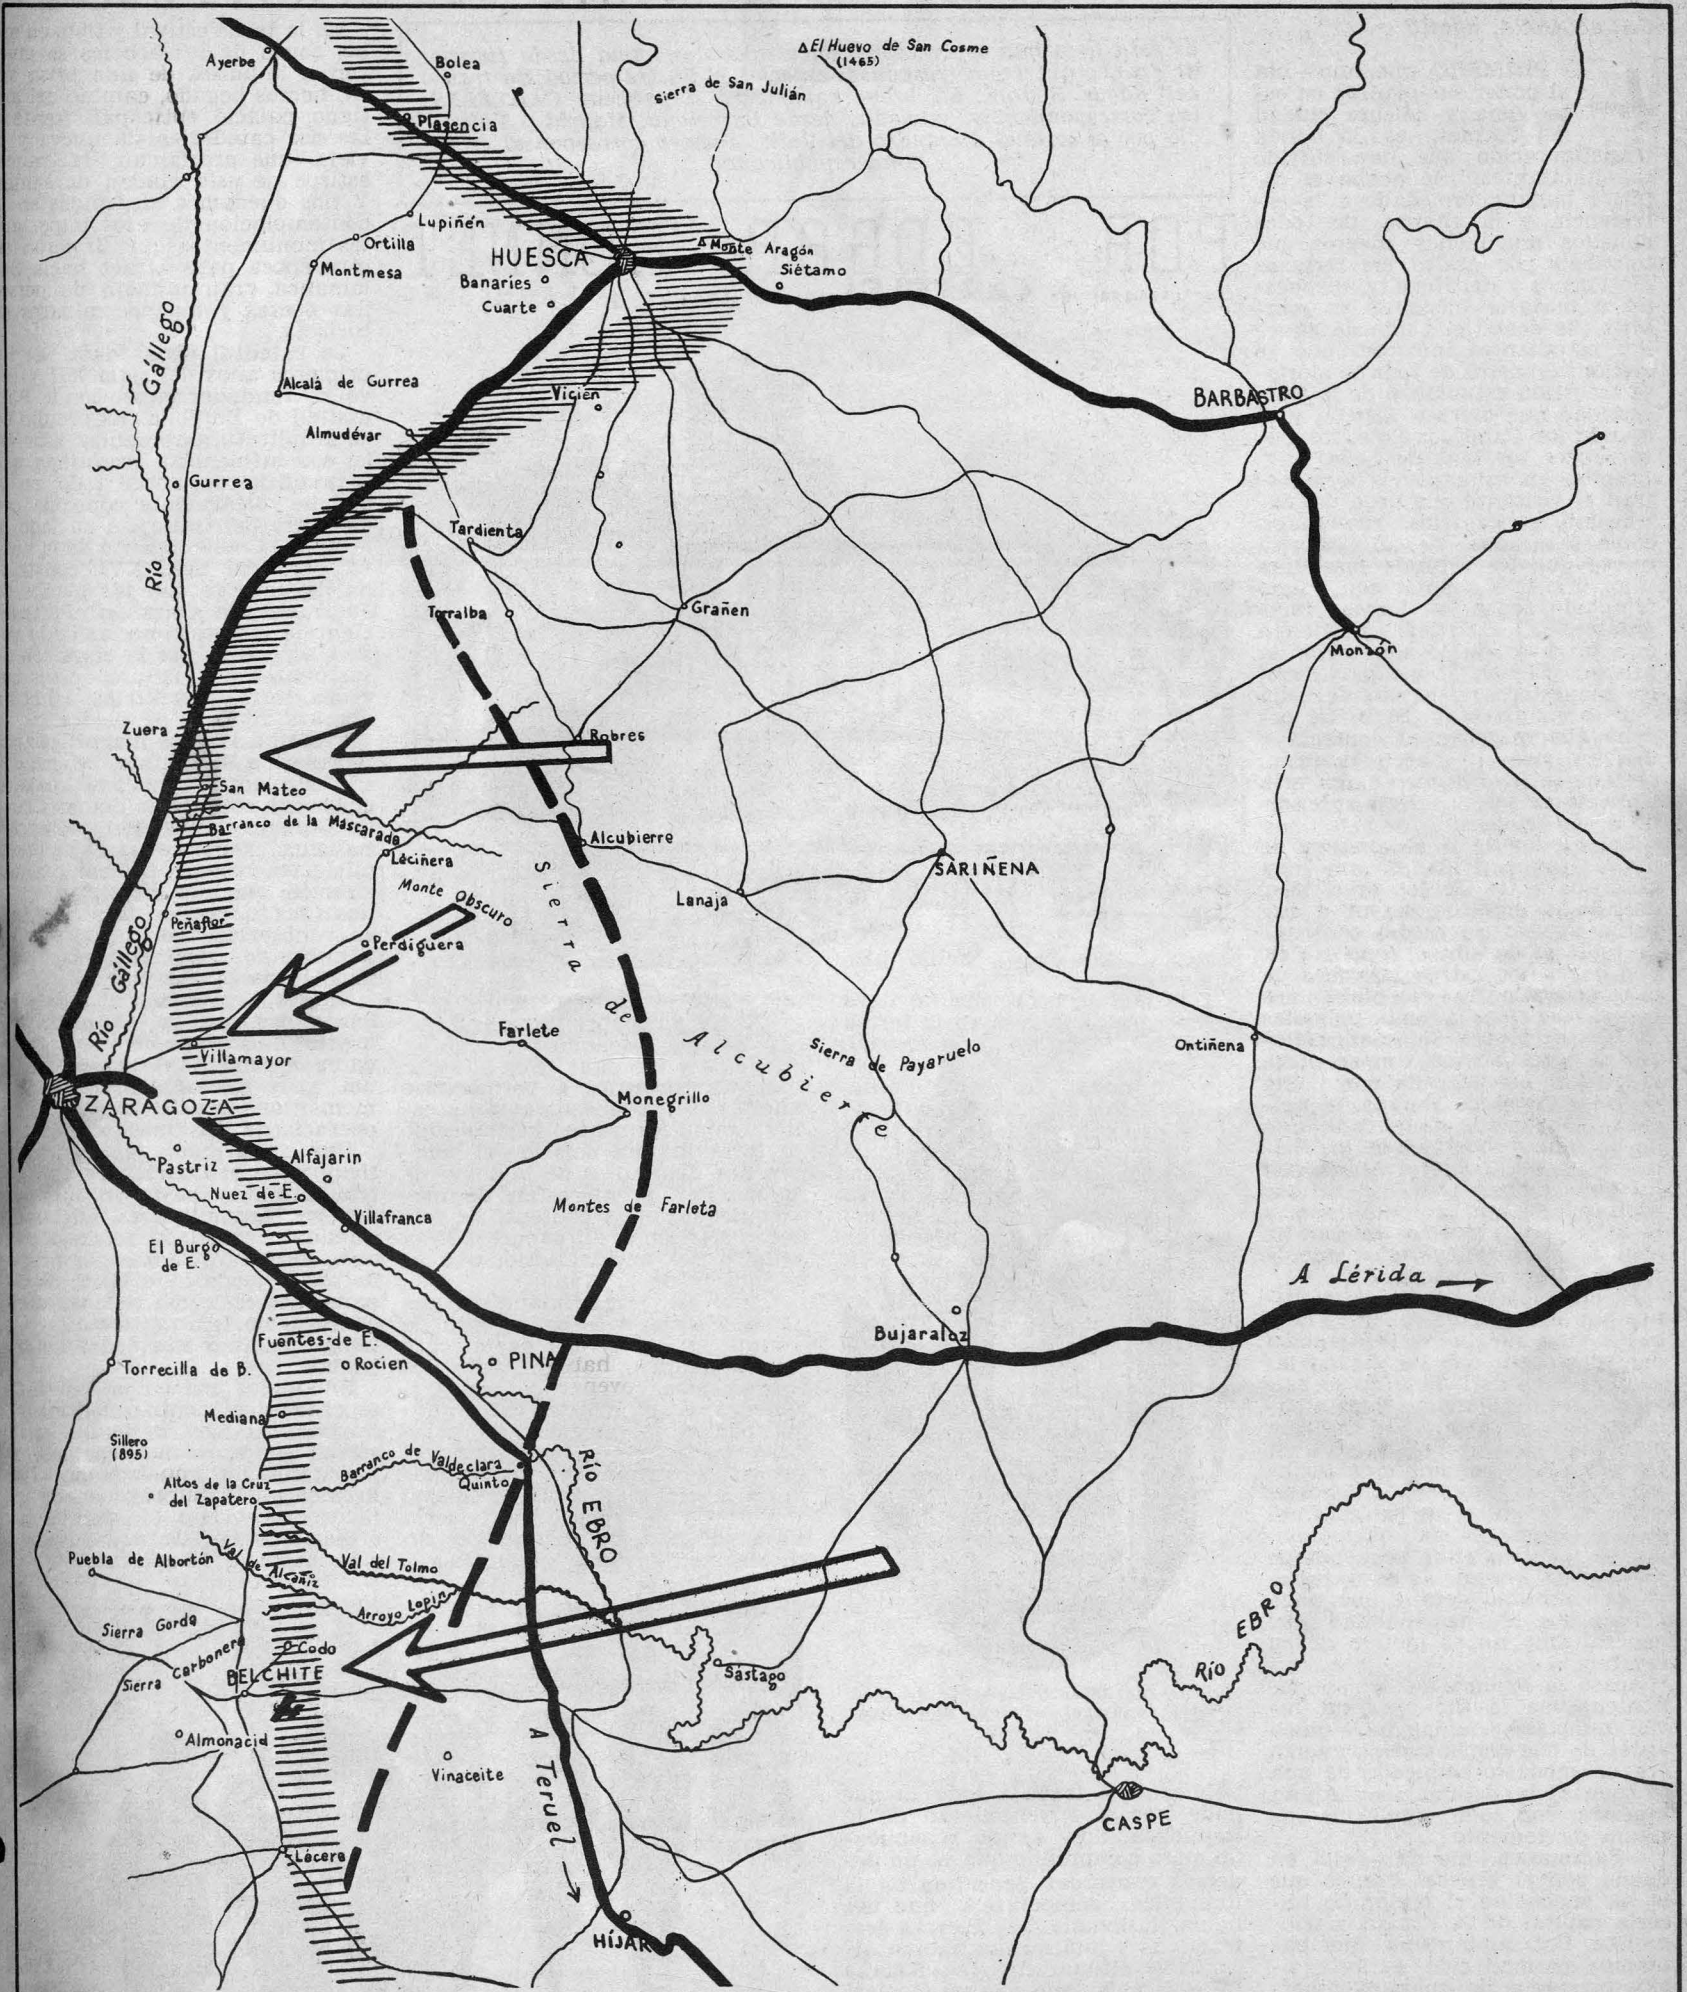 Ayerbe
Bolea
△ El Huevo de San Cosme
(1465)
Sierra de San Julián
Plasencia
Lupiñén
Ortilla
Montmesa
HUESCA
△ Monte Aragón
Siétamo
Banaries
Cuarte
Río Gállego
Alcalá de Gurrea
Vicién
BARBASTRO
Almudévar
Gurrea
Tardienta
Torralba
Grañen
Monzón
Zuera
Robres
San Mateo
Barranco de la Mascarada
Alcubierre
Leciñera
SARIÑENA
Monte Obscuro
Lanaja
Peñaflor
Perdiguera
Río Gállego
Sierra de Alcubierre
Farlete
Villamayor
Sierra de Payaruelo
Ontiñena
ZARAGOZA
Monegrillo
Pastriz
Alfajarin
Nuez de E.
Montes de Farleta
Villafranca
El Burgo
de E.
A Lérida →
Fuentes de E.
Bujaraloz
Rocien
PINA
Torrecilla de B.
Mediana
Sillero
(895)
Barranco de Valdeclara
Quinto
Río EBRO
Altos de la Cruz
del Zapatero
Puebla de Albortón
Val de Alcañiz
Val del Tolmo
Arroyo Lopin
Río EBRO
Sierra Gorda
Codo
Sierra Carbonera
BELCHITE
Sástago
Almonacid
Vinaceite
A Teruel →
CASPE
Lácera
HÍJAR